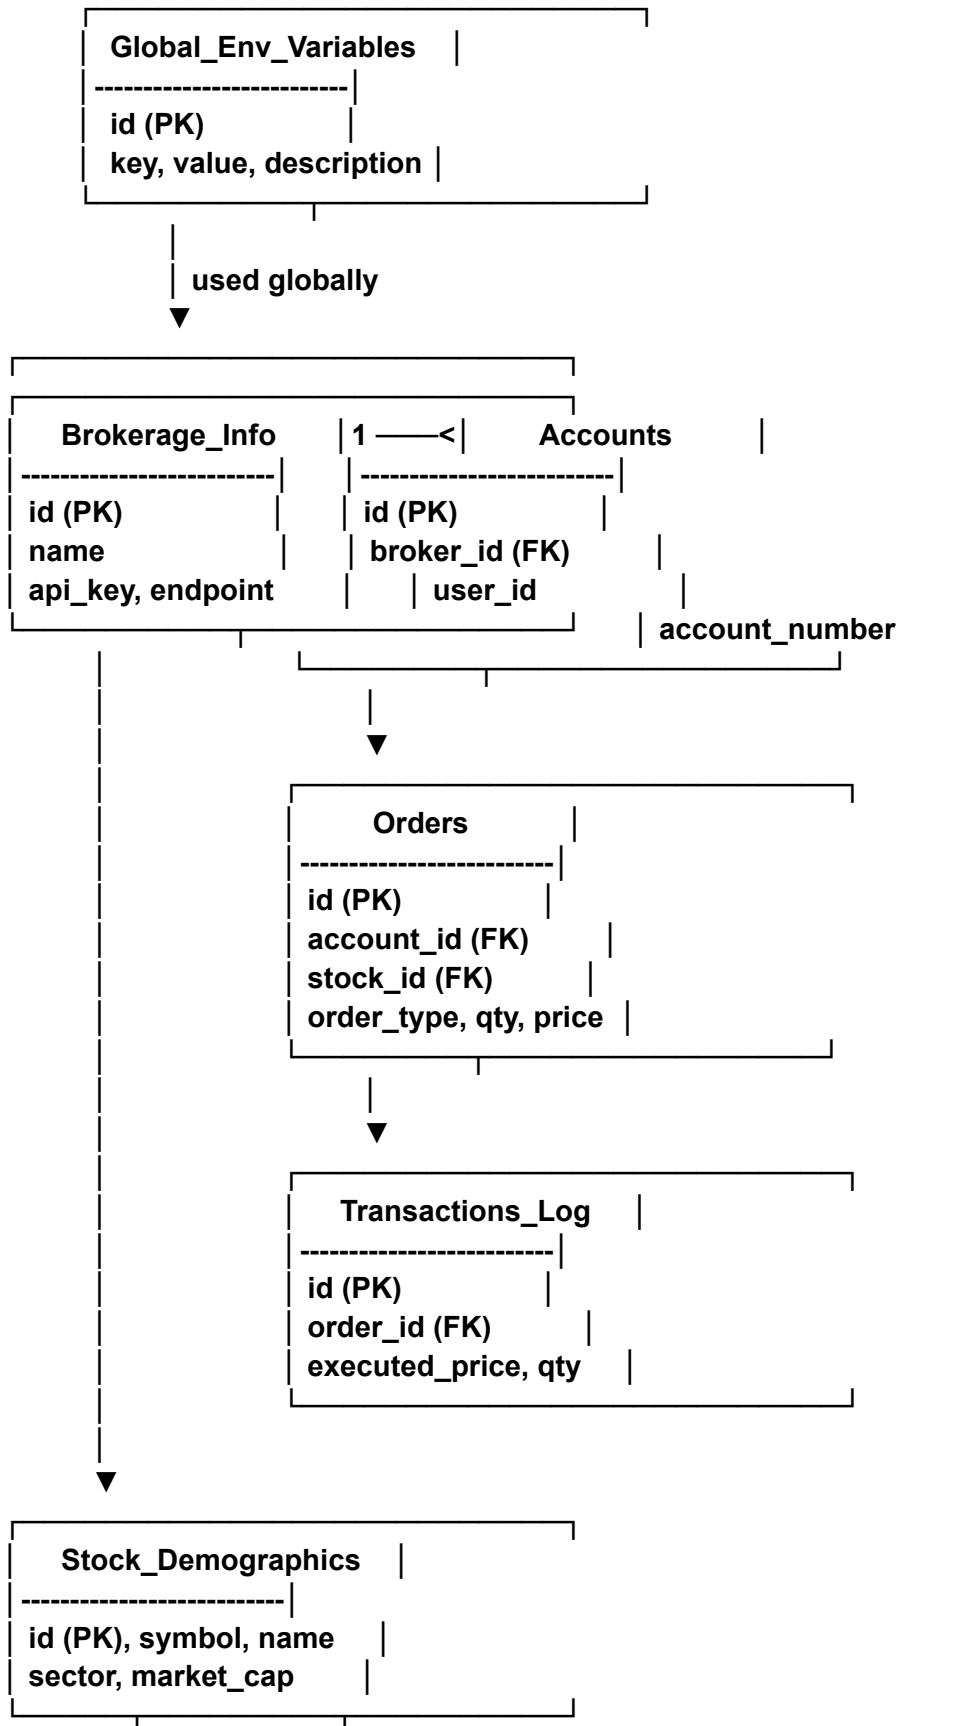 Global_Env_Variables
--------------------------
id (PK)
key, value, description
used globally
Brokerage_Info 1 ───< Accounts
-------------------------- --------------------------
id (PK) id (PK)
name broker_id (FK)
api_key, endpoint user_id
account_number
Orders
--------------------------
id (PK)
account_id (FK)
stock_id (FK)
order_type, qty, price
Transactions_Log
--------------------------
id (PK)
order_id (FK)
executed_price, qty
Stock_Demographics
---------------------------
id (PK), symbol, name
sector, market_cap